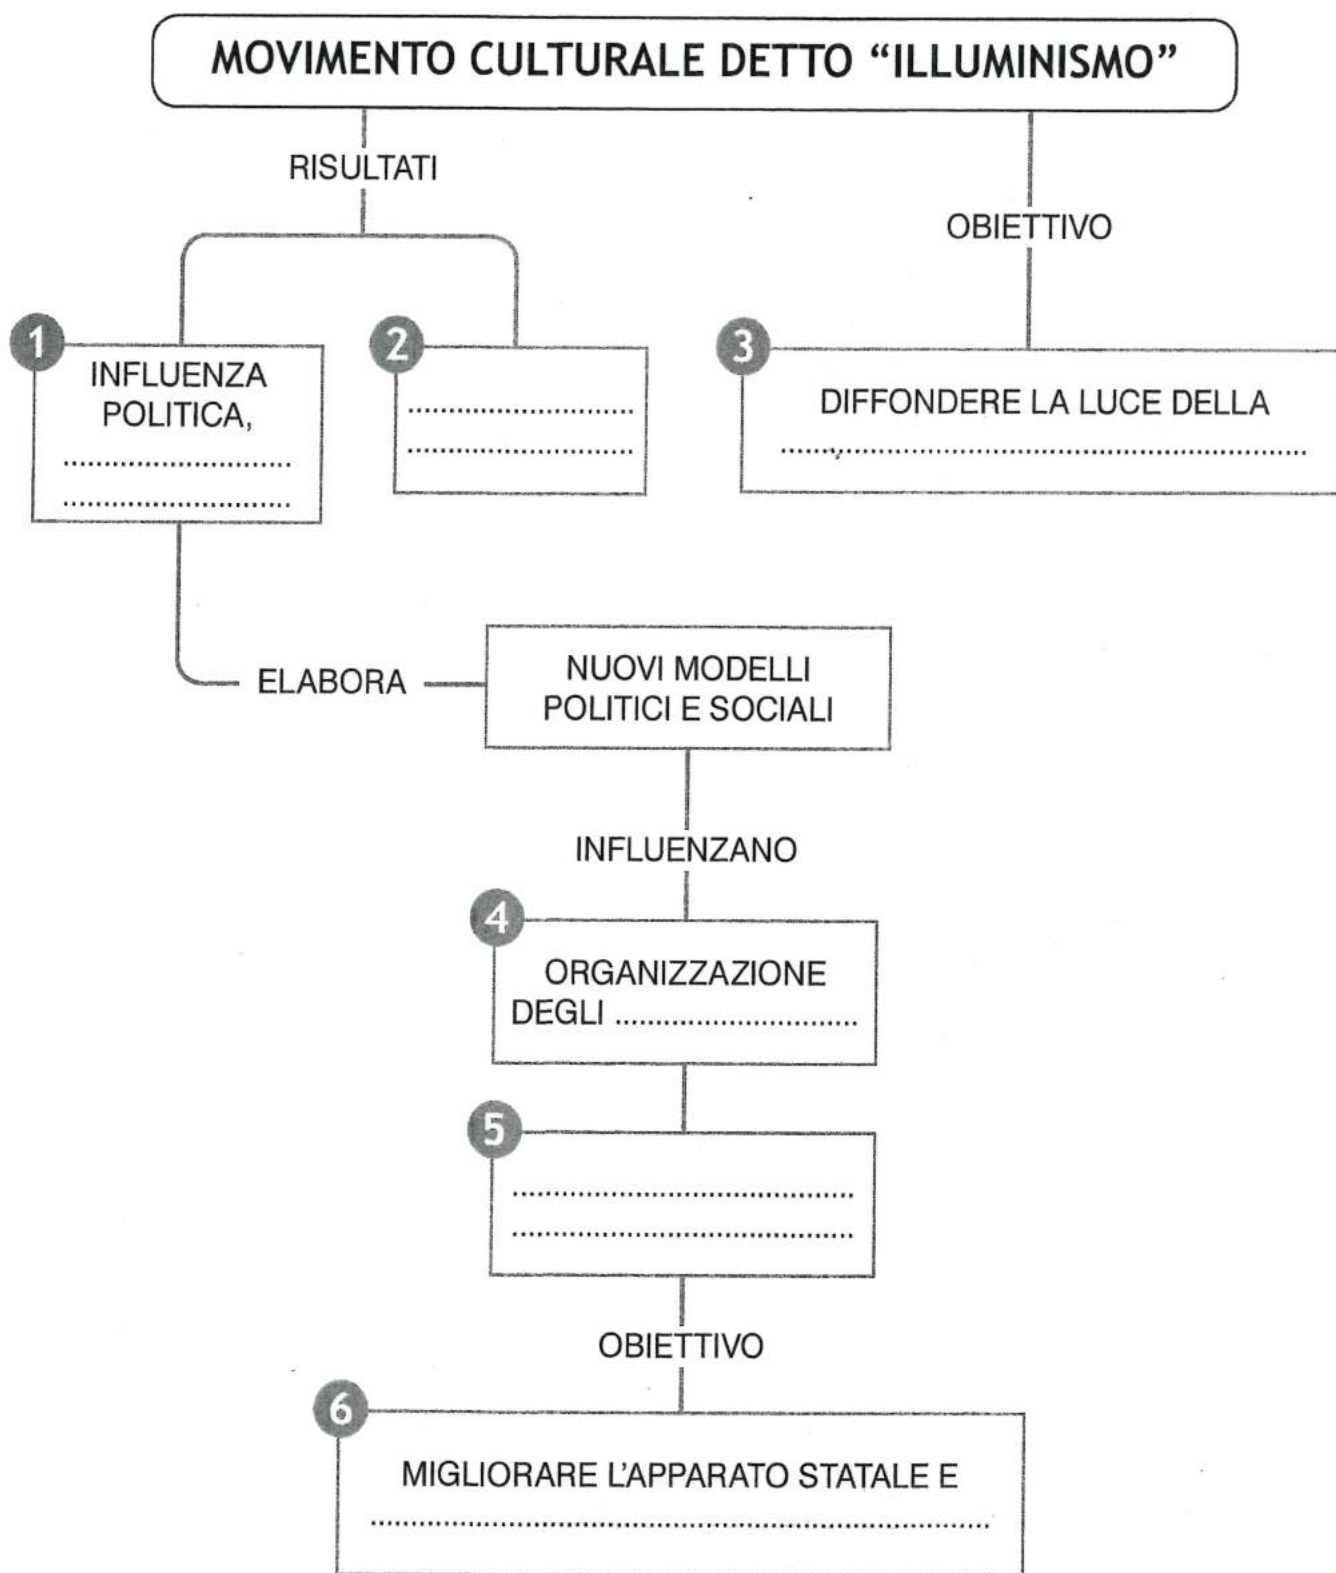 MOVIMENTO CULTURALE DETTO “ILLUMINISMO”
RISULTATI
OBIETTIVO
1
INFLUENZA
POLITICA,
..............................
..............................
2
..............................
..............................
3
DIFFONDERE LA LUCE DELLA
......................................................................
ELABORA
NUOVI MODELLI
POLITICI E SOCIALI
INFLUENZANO
4
ORGANIZZAZIONE
DEGLI ................................
5
.............................................
.............................................
OBIETTIVO
6
MIGLIORARE L’APPARATO STATALE E
..................................................................................